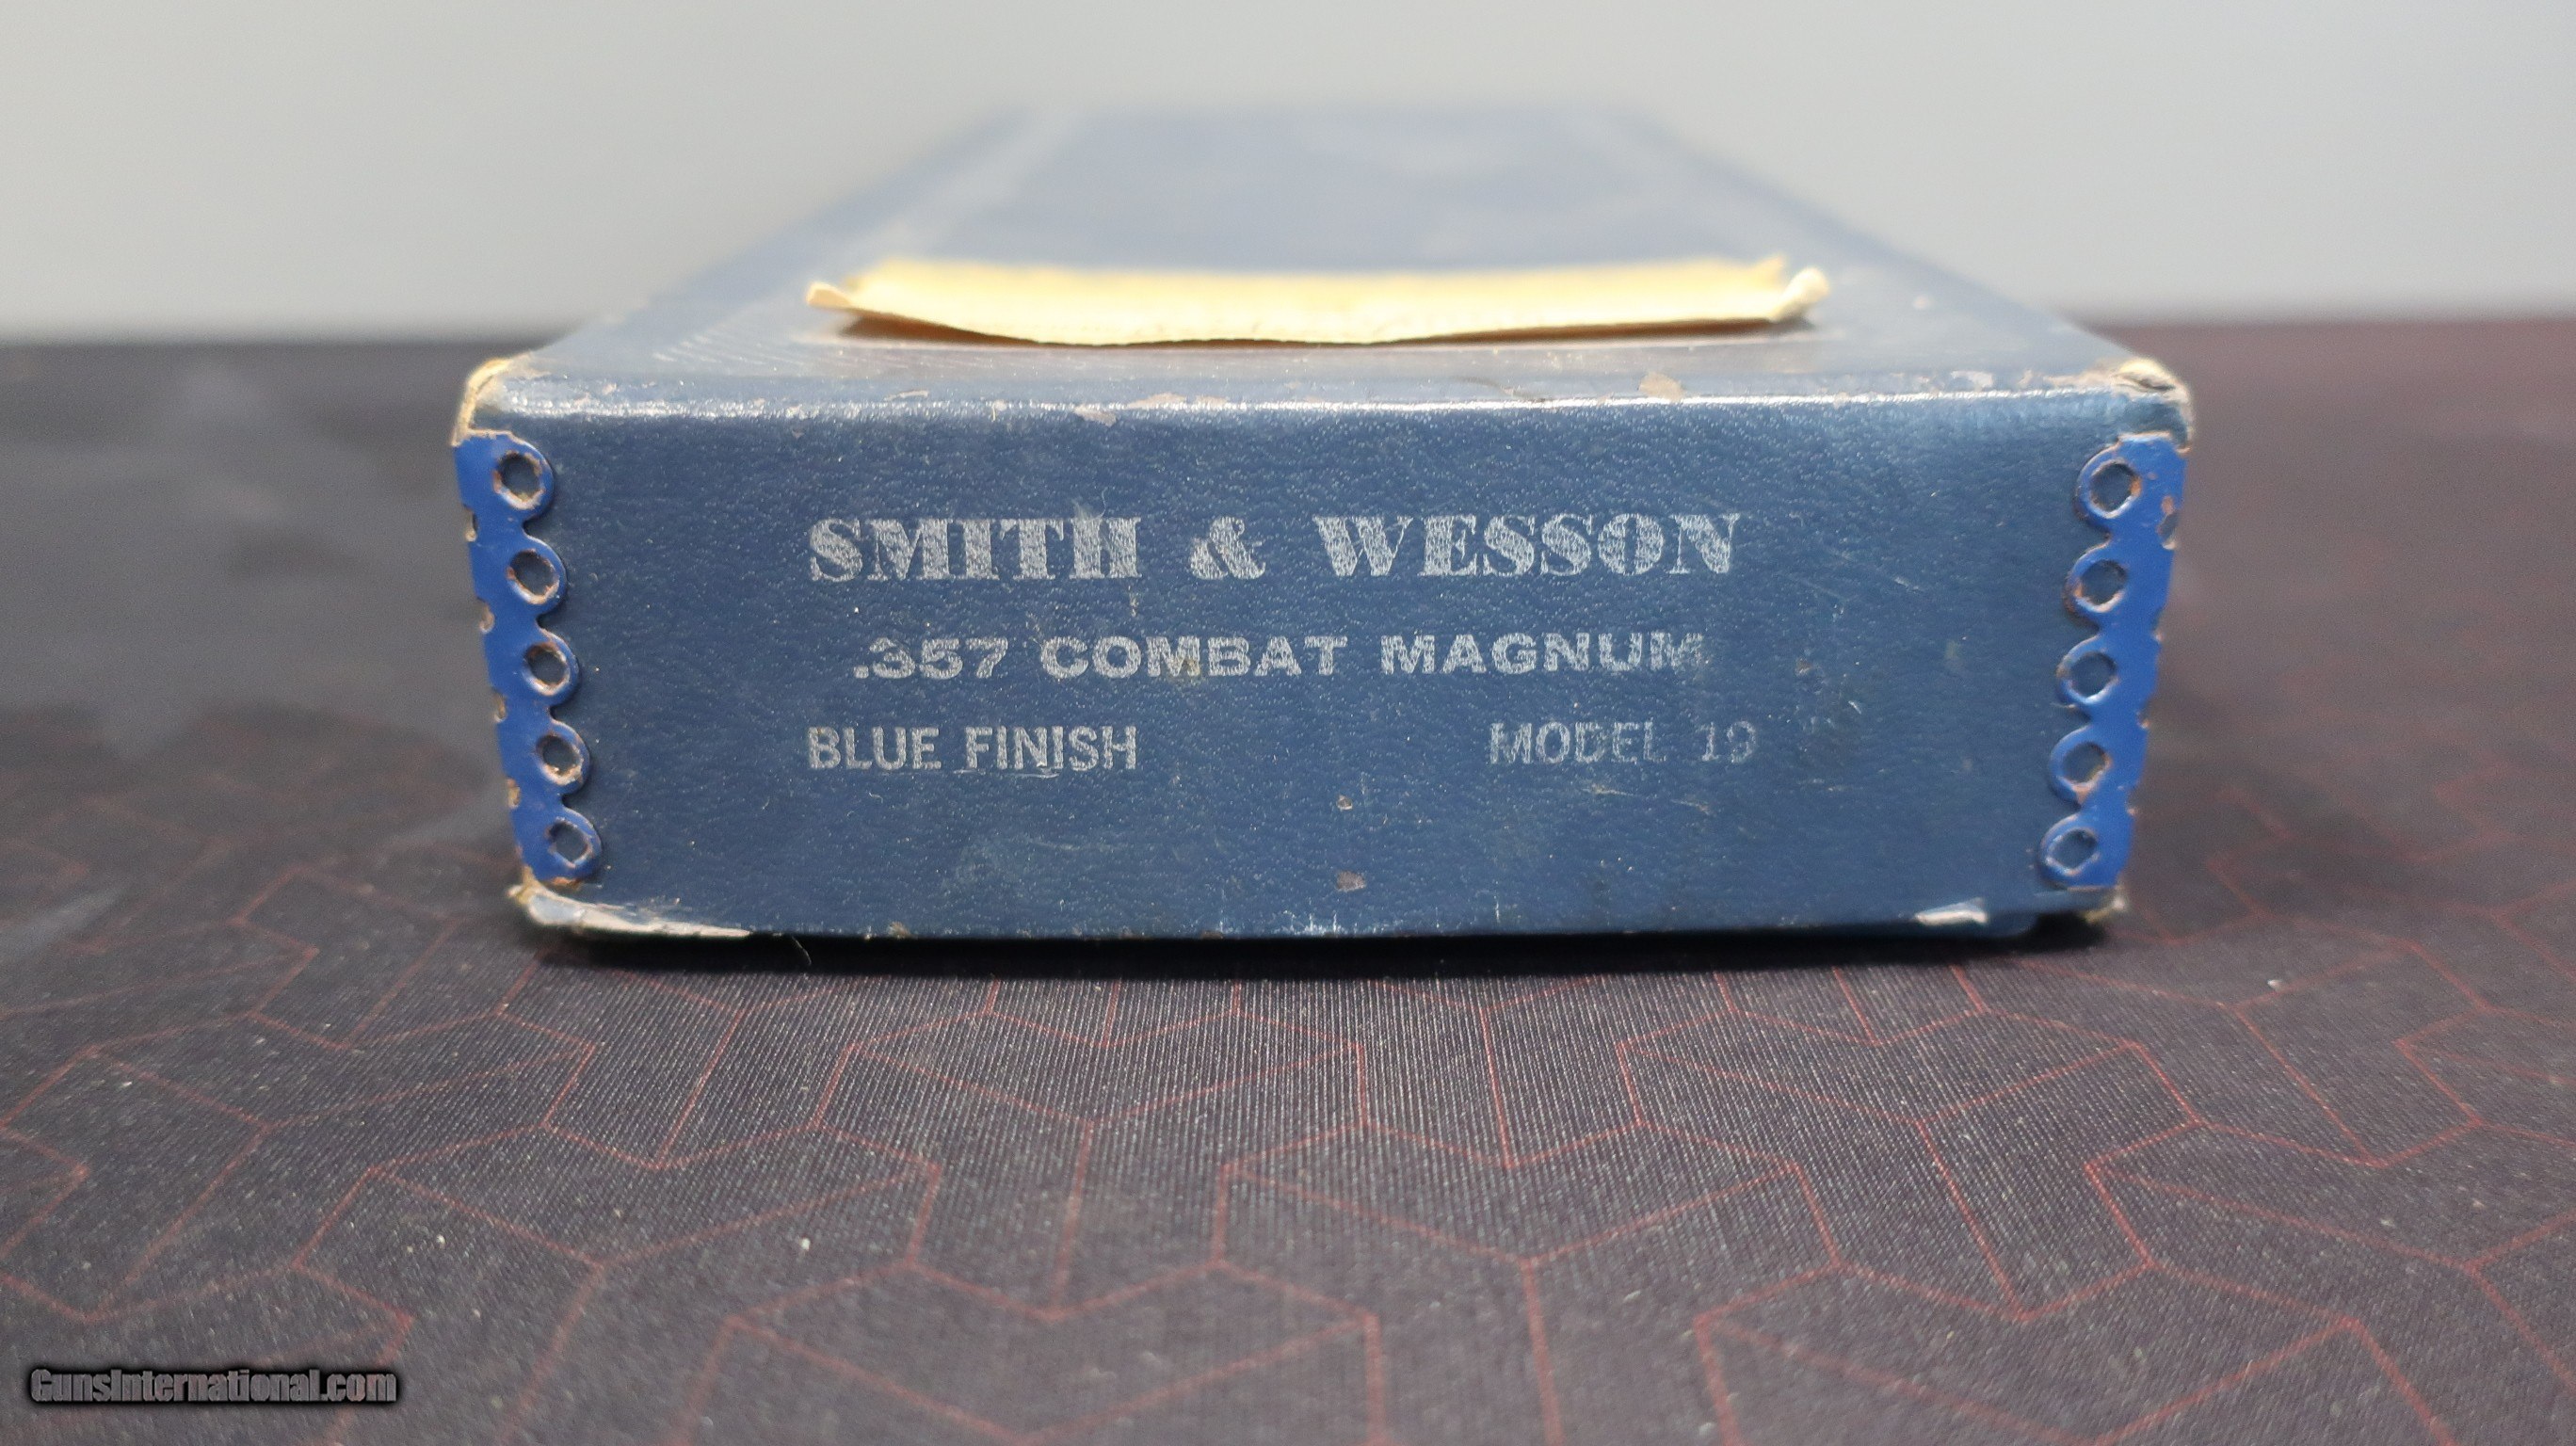 SMITH & WESSON
.357 COMBAT MAGNUM
BLUE FINISH MODEL 19
GunsInternational.com